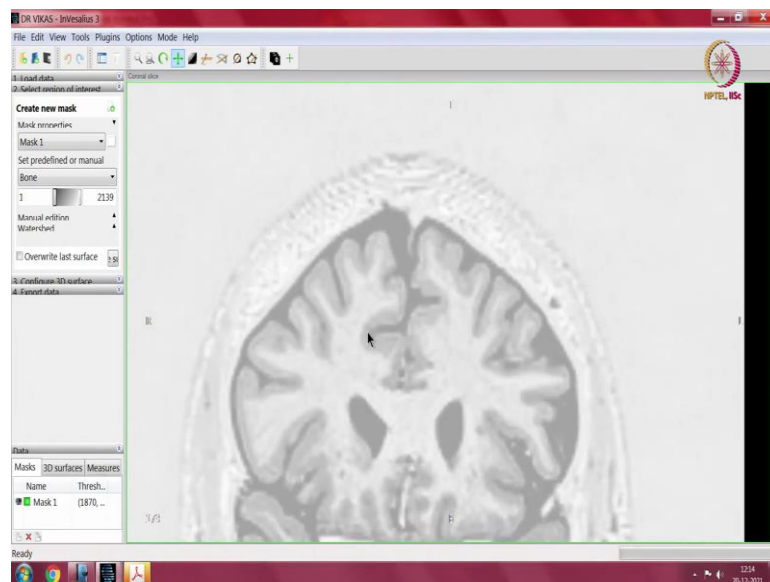 DR VIKAS - InVesalius 3
File Edit View Tools Plugins Options Mode Help
NPTEL, IISc
1. Load data
2. Select region of interest
Coronal slice
Create new mask
Mask properties
Mask 1
Set predefined or manual
Bone
1 2139
Manual edition
Watershed
Overwrite last surface
3. Configure 3D surface
4. Export data
Data
Masks 3D surfaces Measures
Name Thresh..
Mask 1 (1870, ...
Ready
12:14